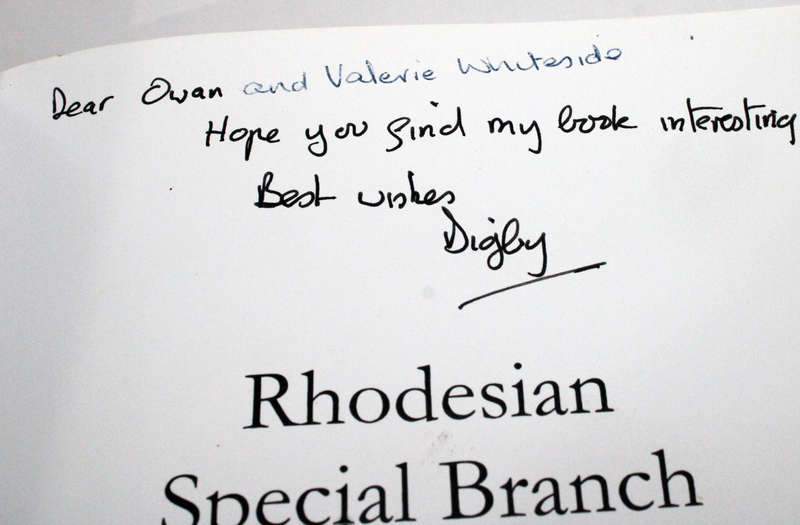 Dear Owan and Valerie Whiteside
Hope you find my book interesting
Best wishes
Digby
Rhodesian
Special Branch